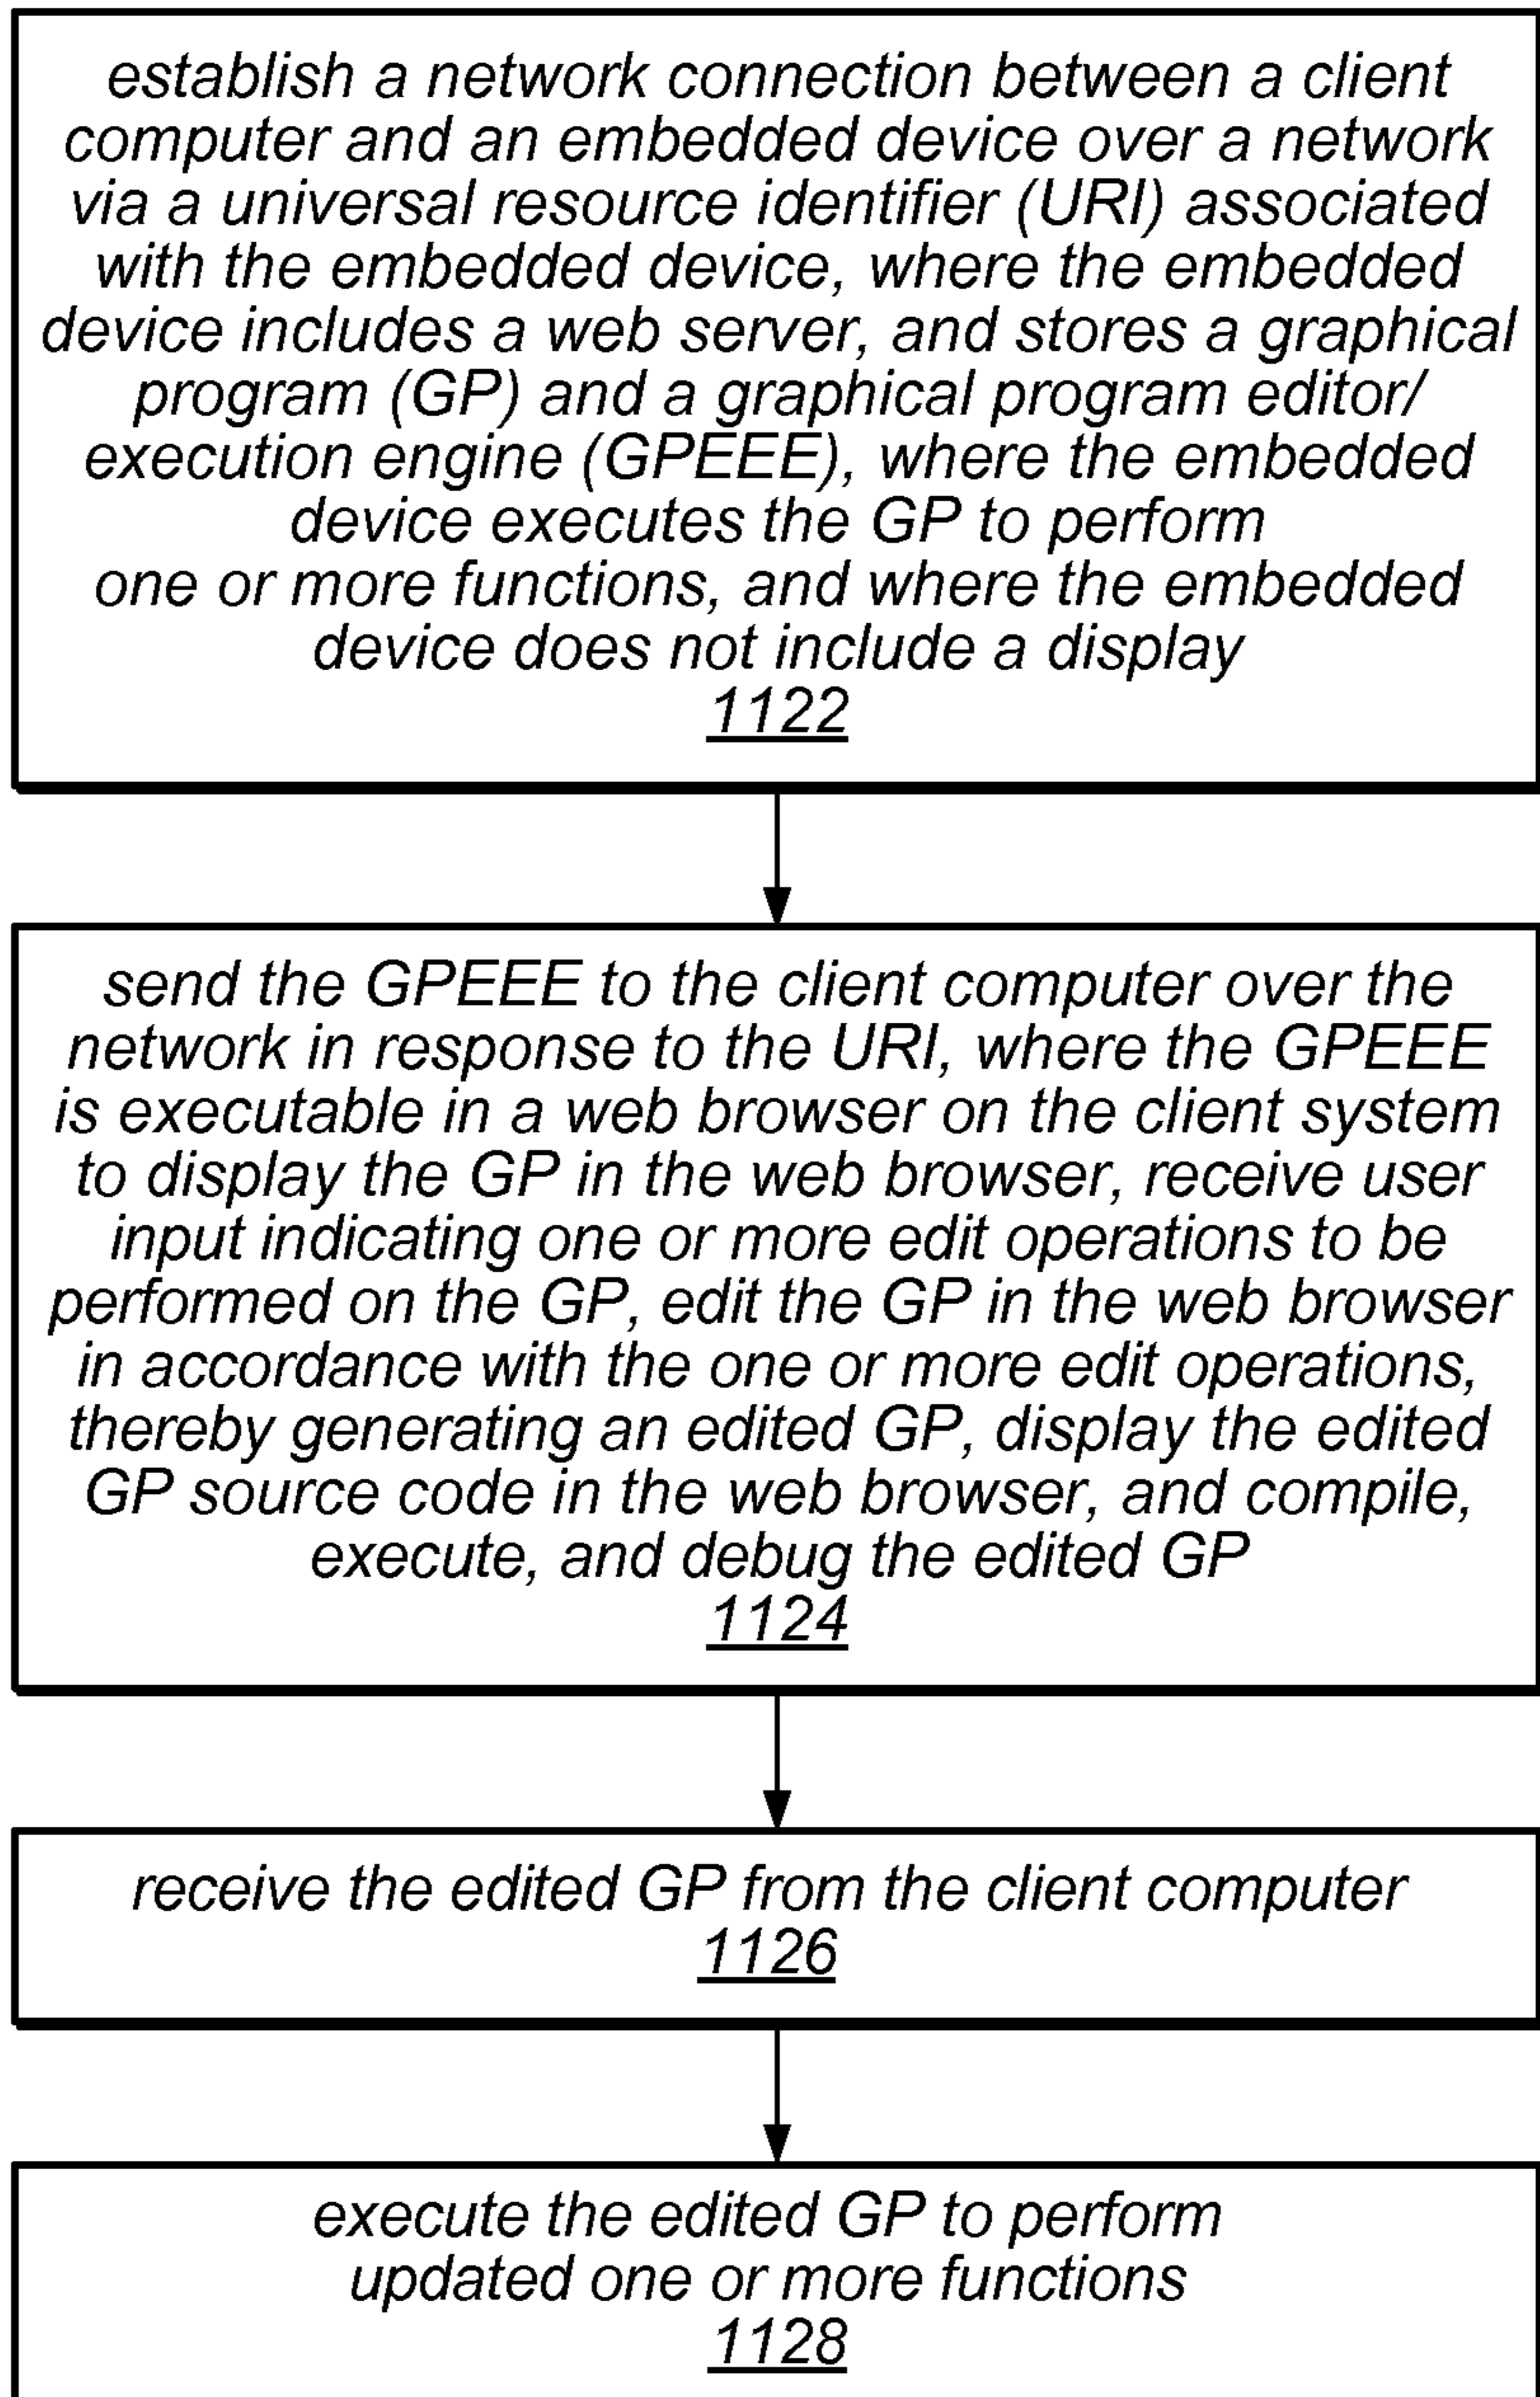 establish a network connection between a client
computer and an embedded device over a network
via a universal resource identifier (URI) associated
with the embedded device, where the embedded
device includes a web server, and stores a graphical
program (GP) and a graphical program editor/
execution engine (GPEEE), where the embedded
device executes the GP to perform
one or more functions, and where the embedded
device does not include a display
1122
send the GPEEE to the client computer over the
network in response to the URI, where the GPEEE
is executable in a web browser on the client system
to display the GP in the web browser, receive user
input indicating one or more edit operations to be
performed on the GP, edit the GP in the web browser
in accordance with the one or more edit operations,
thereby generating an edited GP, display the edited
GP source code in the web browser, and compile,
execute, and debug the edited GP
1124
receive the edited GP from the client computer
1126
execute the edited GP to perform
updated one or more functions
1128